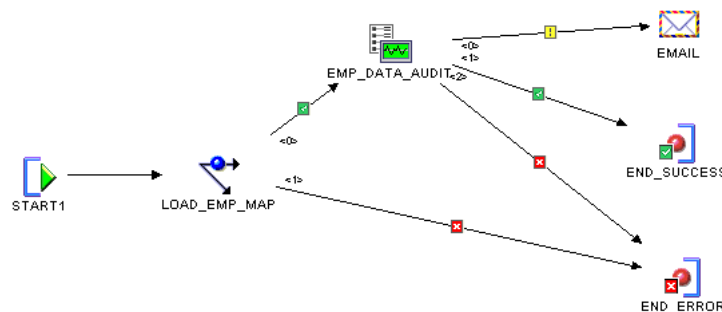 <0>
<1>
<2>
EMAIL
EMP_DATA_AUDIT
<0>
END_SUCCESS
<1>
START1
LOAD_EMP_MAP
END_ERROR